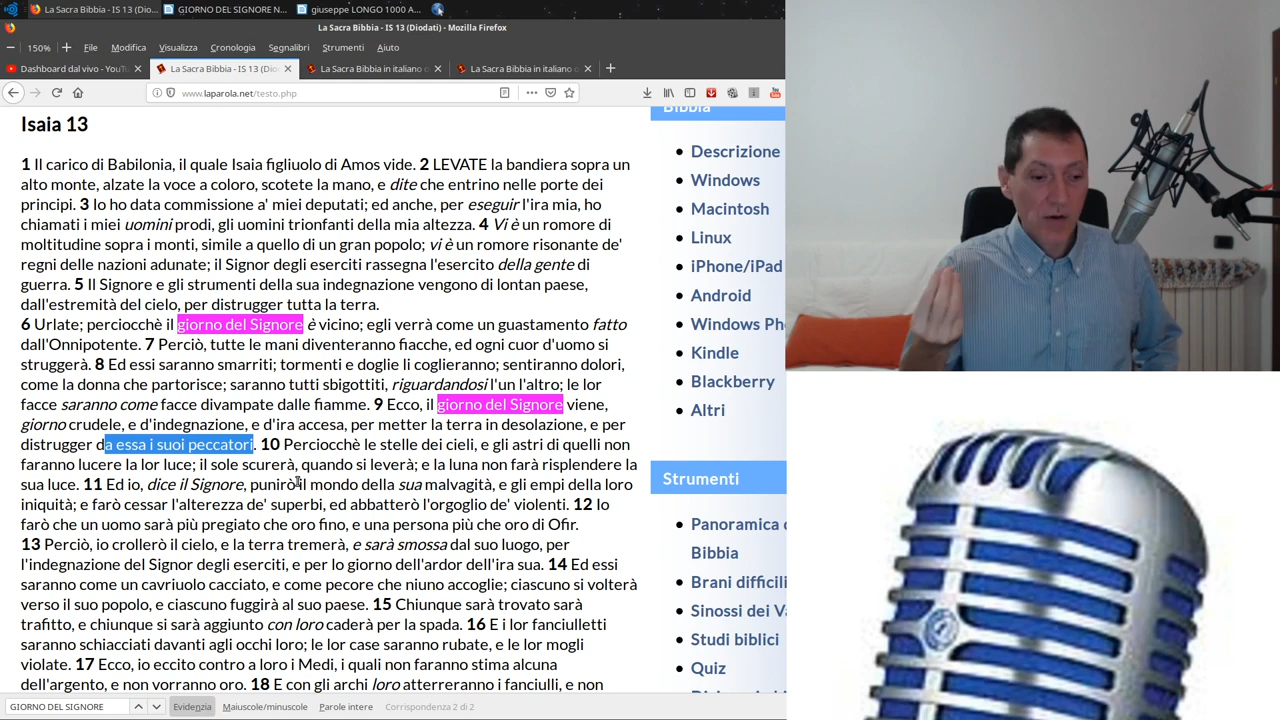 La Sacra Bibbia - IS 13 (Dio...
GIORNO DEL SIGNORE N...
giuseppe LONGO 1000 A...
La Sacra Bibbia - IS 13 (Diodati) - Mozilla Firefox
150%
File
Modifica
Visualizza
Cronologia
Segnalibri
Strumenti
Aiuto
Dashboard dal vivo - YouTu
La Sacra Bibbia - IS 13 (Dio
La Sacra Bibbia in italiano o
La Sacra Bibbia in italiano o
www.laparola.net/testo.php
Isaia 13
1 Il carico di Babilonia, il quale Isaia figliuolo di Amos vide. 2 LEVATE la bandiera sopra un
alto monte, alzate la voce a coloro, scotete la mano, e dite che entrino nelle porte dei
principi. 3 Io ho data commissione a' miei deputati; ed anche, per eseguir l'ira mia, ho
chiamati i miei uomini prodi, gli uomini trionfanti della mia altezza. 4 Vi è un romore di
moltitudine sopra i monti, simile a quello di un gran popolo; vi è un romore risonante de'
regni delle nazioni adunate; il Signor degli eserciti rassegna l'esercito della gente di
guerra. 5 Il Signore e gli strumenti della sua indegnazione vengono di lontan paese,
dall'estremità del cielo, per distrugger tutta la terra.
6 Urlate; perciocchè il giorno del Signore è vicino; egli verrà come un guastamento fatto
dall'Onnipotente. 7 Perciò, tutte le mani diventeranno fiacche, ed ogni cuor d'uomo si
struggerà. 8 Ed essi saranno smarriti; tormenti e doglie li coglieranno; sentiranno dolori,
come la donna che partorisce; saranno tutti sbigottiti, riguardandosi l'un l'altro; le lor
facce saranno come facce divampate dalle fiamme. 9 Ecco, il giorno del Signore viene,
giorno crudele, e d'indegnazione, e d'ira accesa, per metter la terra in desolazione, e per
distrugger da essa i suoi peccatori. 10 Perciocchè le stelle dei cieli, e gli astri di quelli non
faranno lucere la lor luce; il sole scurerà, quando si leverà; e la luna non farà risplendere la
sua luce. 11 Ed io, dice il Signore, punirò il mondo della sua malvagità, e gli empi della loro
iniquità; e farò cessar l'alterezza de' superbi, ed abbatterò l'orgoglio de' violenti. 12 Io
farò che un uomo sarà più pregiato che oro fino, e una persona più che oro di Ofir.
13 Perciò, io crollerò il cielo, e la terra tremerà, e sarà smossa dal suo luogo, per
l'indegnazione del Signor degli eserciti, e per lo giorno dell'ardor dell'ira sua. 14 Ed essi
saranno come un cavriuolo cacciato, e come pecore che niuno accoglie; ciascuno si volterà
verso il suo popolo, e ciascuno fuggirà al suo paese. 15 Chiunque sarà trovato sarà
trafitto, e chiunque si sarà aggiunto con loro caderà per la spada. 16 E i lor fanciulletti
saranno schiacciati davanti agli occhi loro; le lor case saranno rubate, e le lor mogli
violate. 17 Ecco, io eccito contro a loro i Medi, i quali non faranno stima alcuna
dell'argento, e non vorranno oro. 18 E con gli archi loro atterreranno i fanciulli, e non
Bibbia
Descrizione
Windows
Macintosh
Linux
iPhone/iPad
Android
Windows Ph
Kindle
Blackberry
Altri
Strumenti
Panoramica d
Bibbia
Brani difficili
Sinossi dei Va
Studi biblici
Quiz
GIORNO DEL SIGNORE
Evidenzia
Maiuscole/minuscole
Parole intere
Corrispondenza 2 di 2